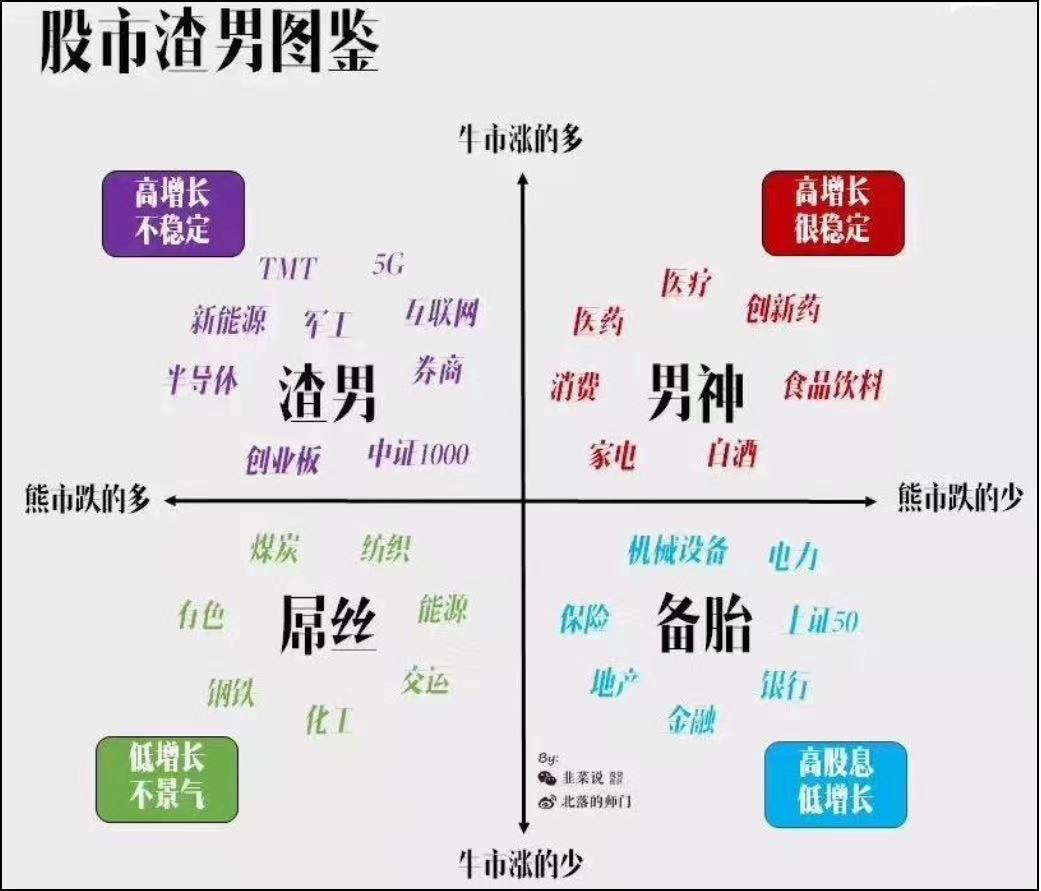 股市渣男图鉴
牛市涨的多
高增长
不稳定
高增长
很稳定
TMT
5G
新能源
军工
互联网
半导体
渣男
券商
创业板
中证1000
医疗
医药
创新药
消费
男神
食品饮料
家电
白酒
熊市跌的多
熊市跌的少
煤炭
纺织
有色
屌丝
能源
钢铁
交运
化工
低增长
不景气
机械设备
电力
保险
备胎
上证50
地产
银行
金融
By:
韭菜说
北落的师门
高股息
低增长
牛市涨的少